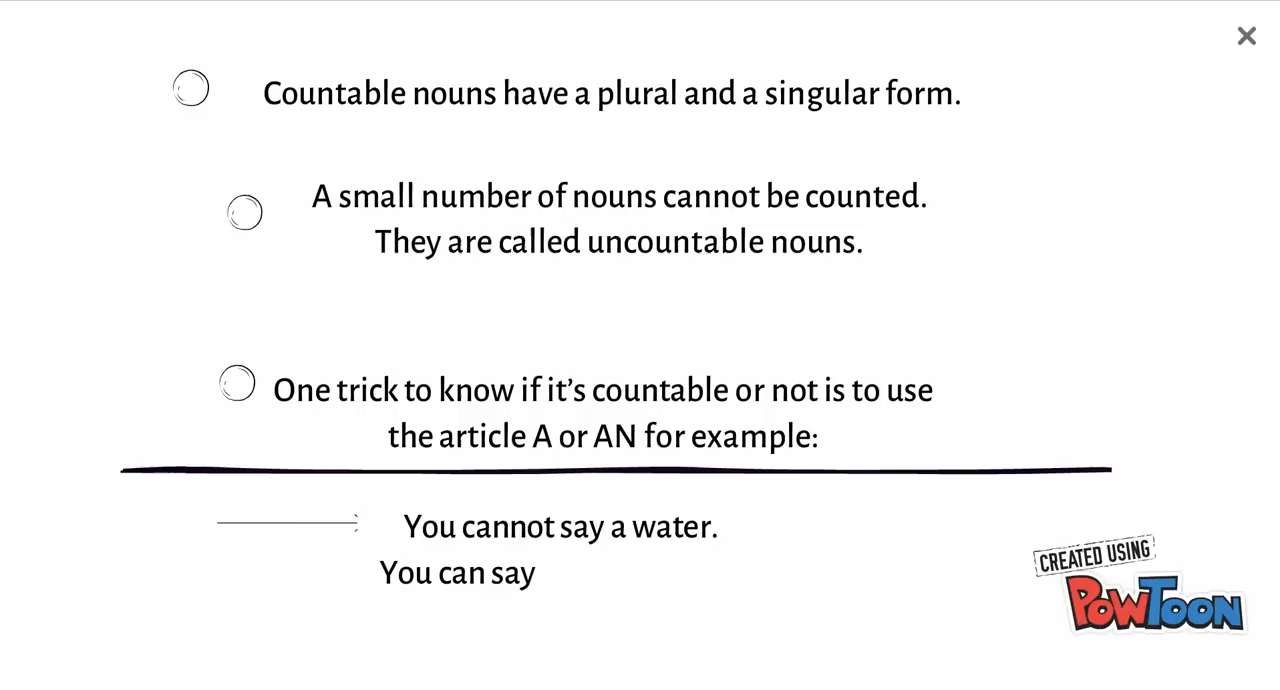 Countable nouns have a plural and a singular form.
A small number of nouns cannot be counted.
They are called uncountable nouns.
One trick to know if it's countable or not is to use
the article A or AN for example:
You cannot say a water.
You can say
CREATED USING
POWTOON